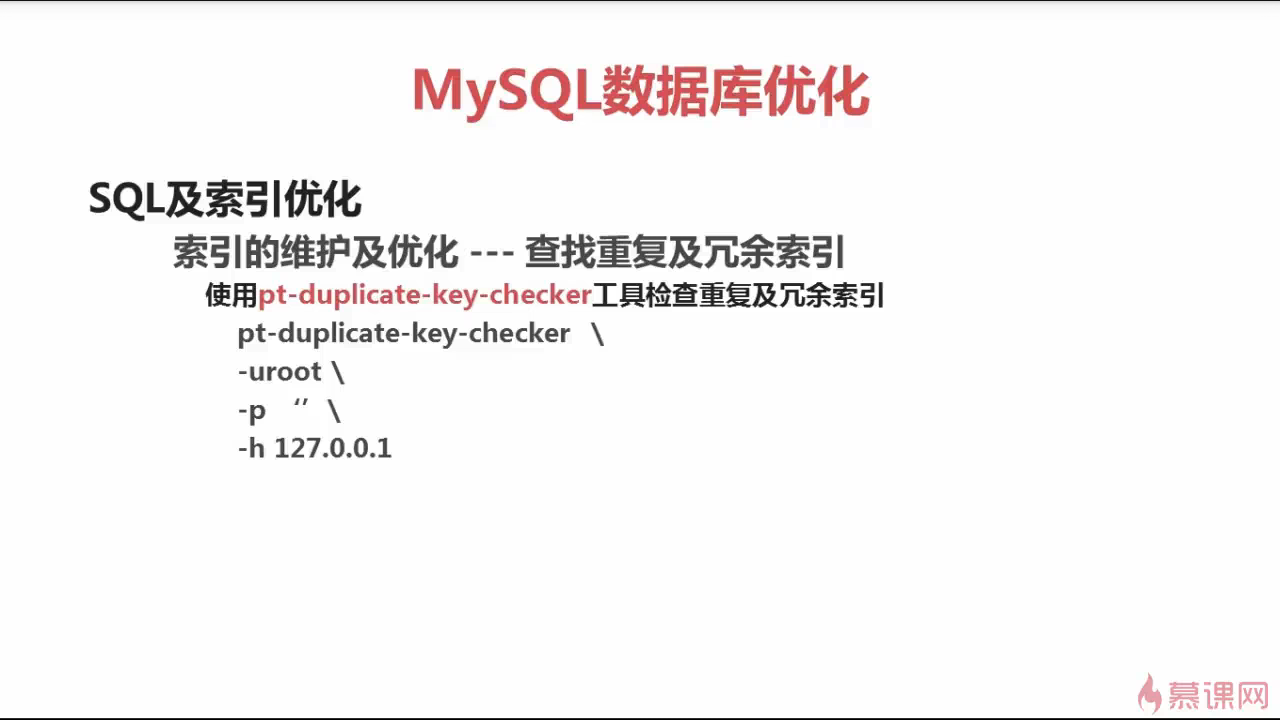 MySQL数据库优化
SQL及索引优化
索引的维护及优化 --- 查找重复及冗余索引
使用pt-duplicate-key-checker工具检查重复及冗余索引
pt-duplicate-key-checker \
-uroot \
-p ‘’ \
-h 127.0.0.1
慕课网